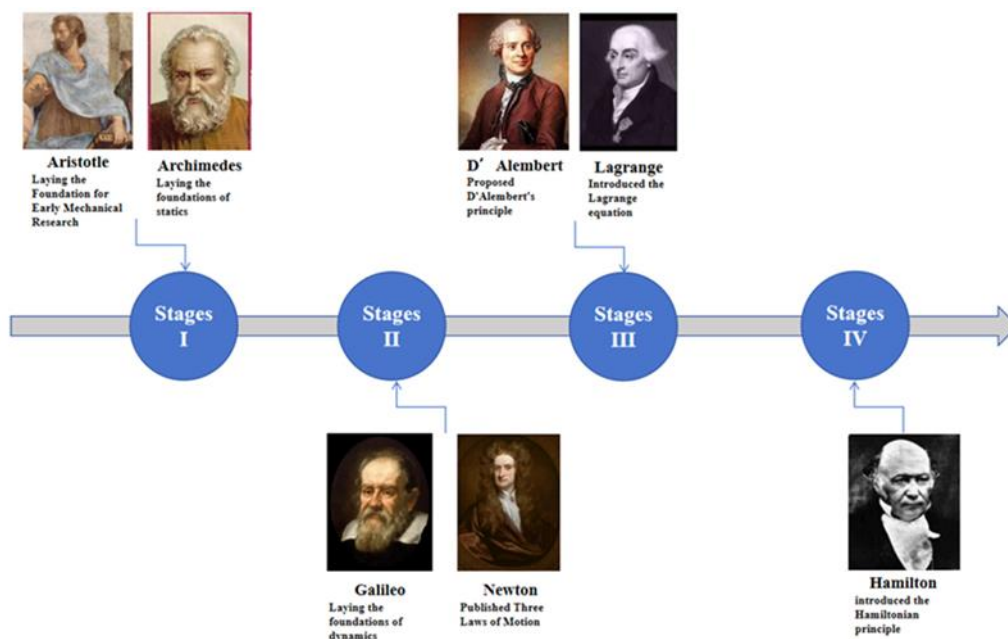 Aristotle
Laying the
Foundation for
Early Mechanical
Research
Archimedes
Laying the
foundations of
statics
D' Alembert
Proposed
D'Alembert's
principle
Lagrange
Introduced the
Lagrange
equation
Stages
I
Stages
II
Stages
III
Stages
IV
Galileo
Laying the
foundations of
dynamics
Newton
Published Three
Laws of Motion
Hamilton
introduced the
Hamiltonian
principle